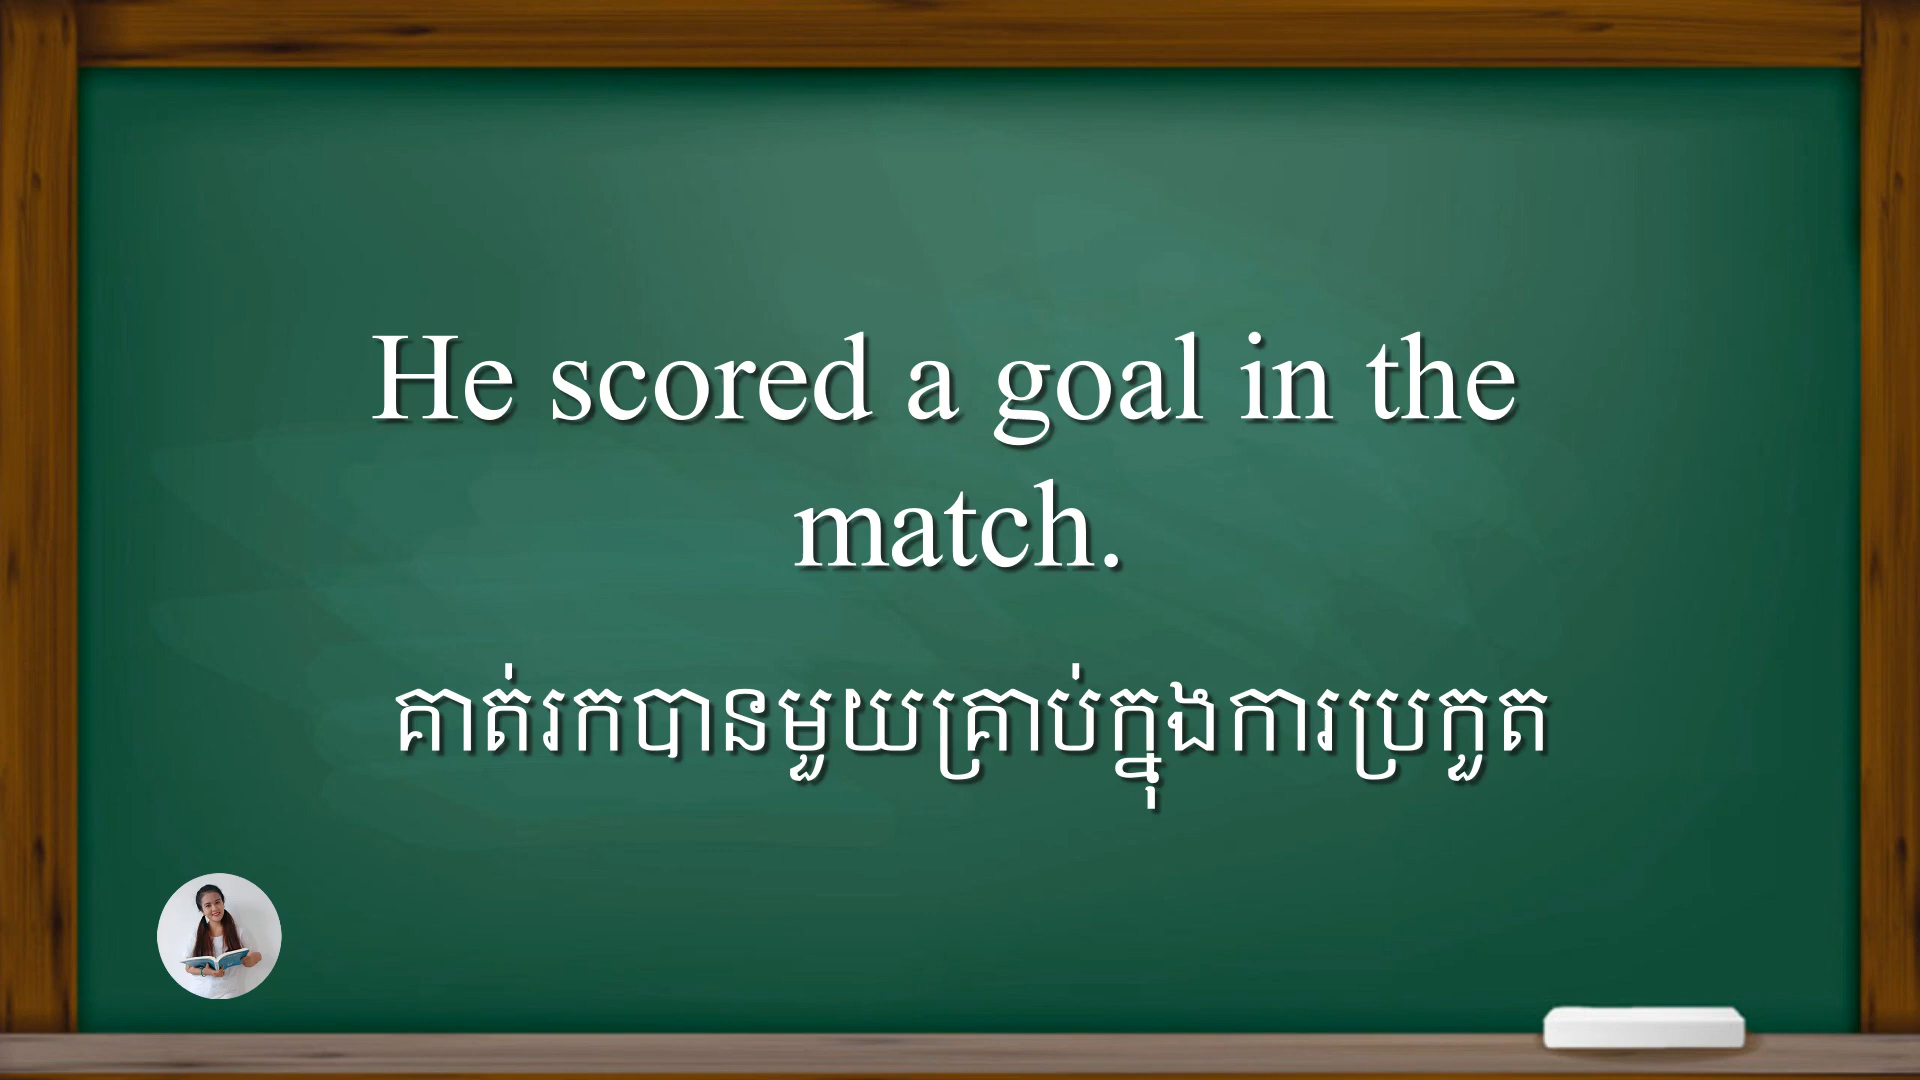 He scored a goal in the
match.
គាត់រកបានមួយគ្រាប់ក្នុងការប្រកួត